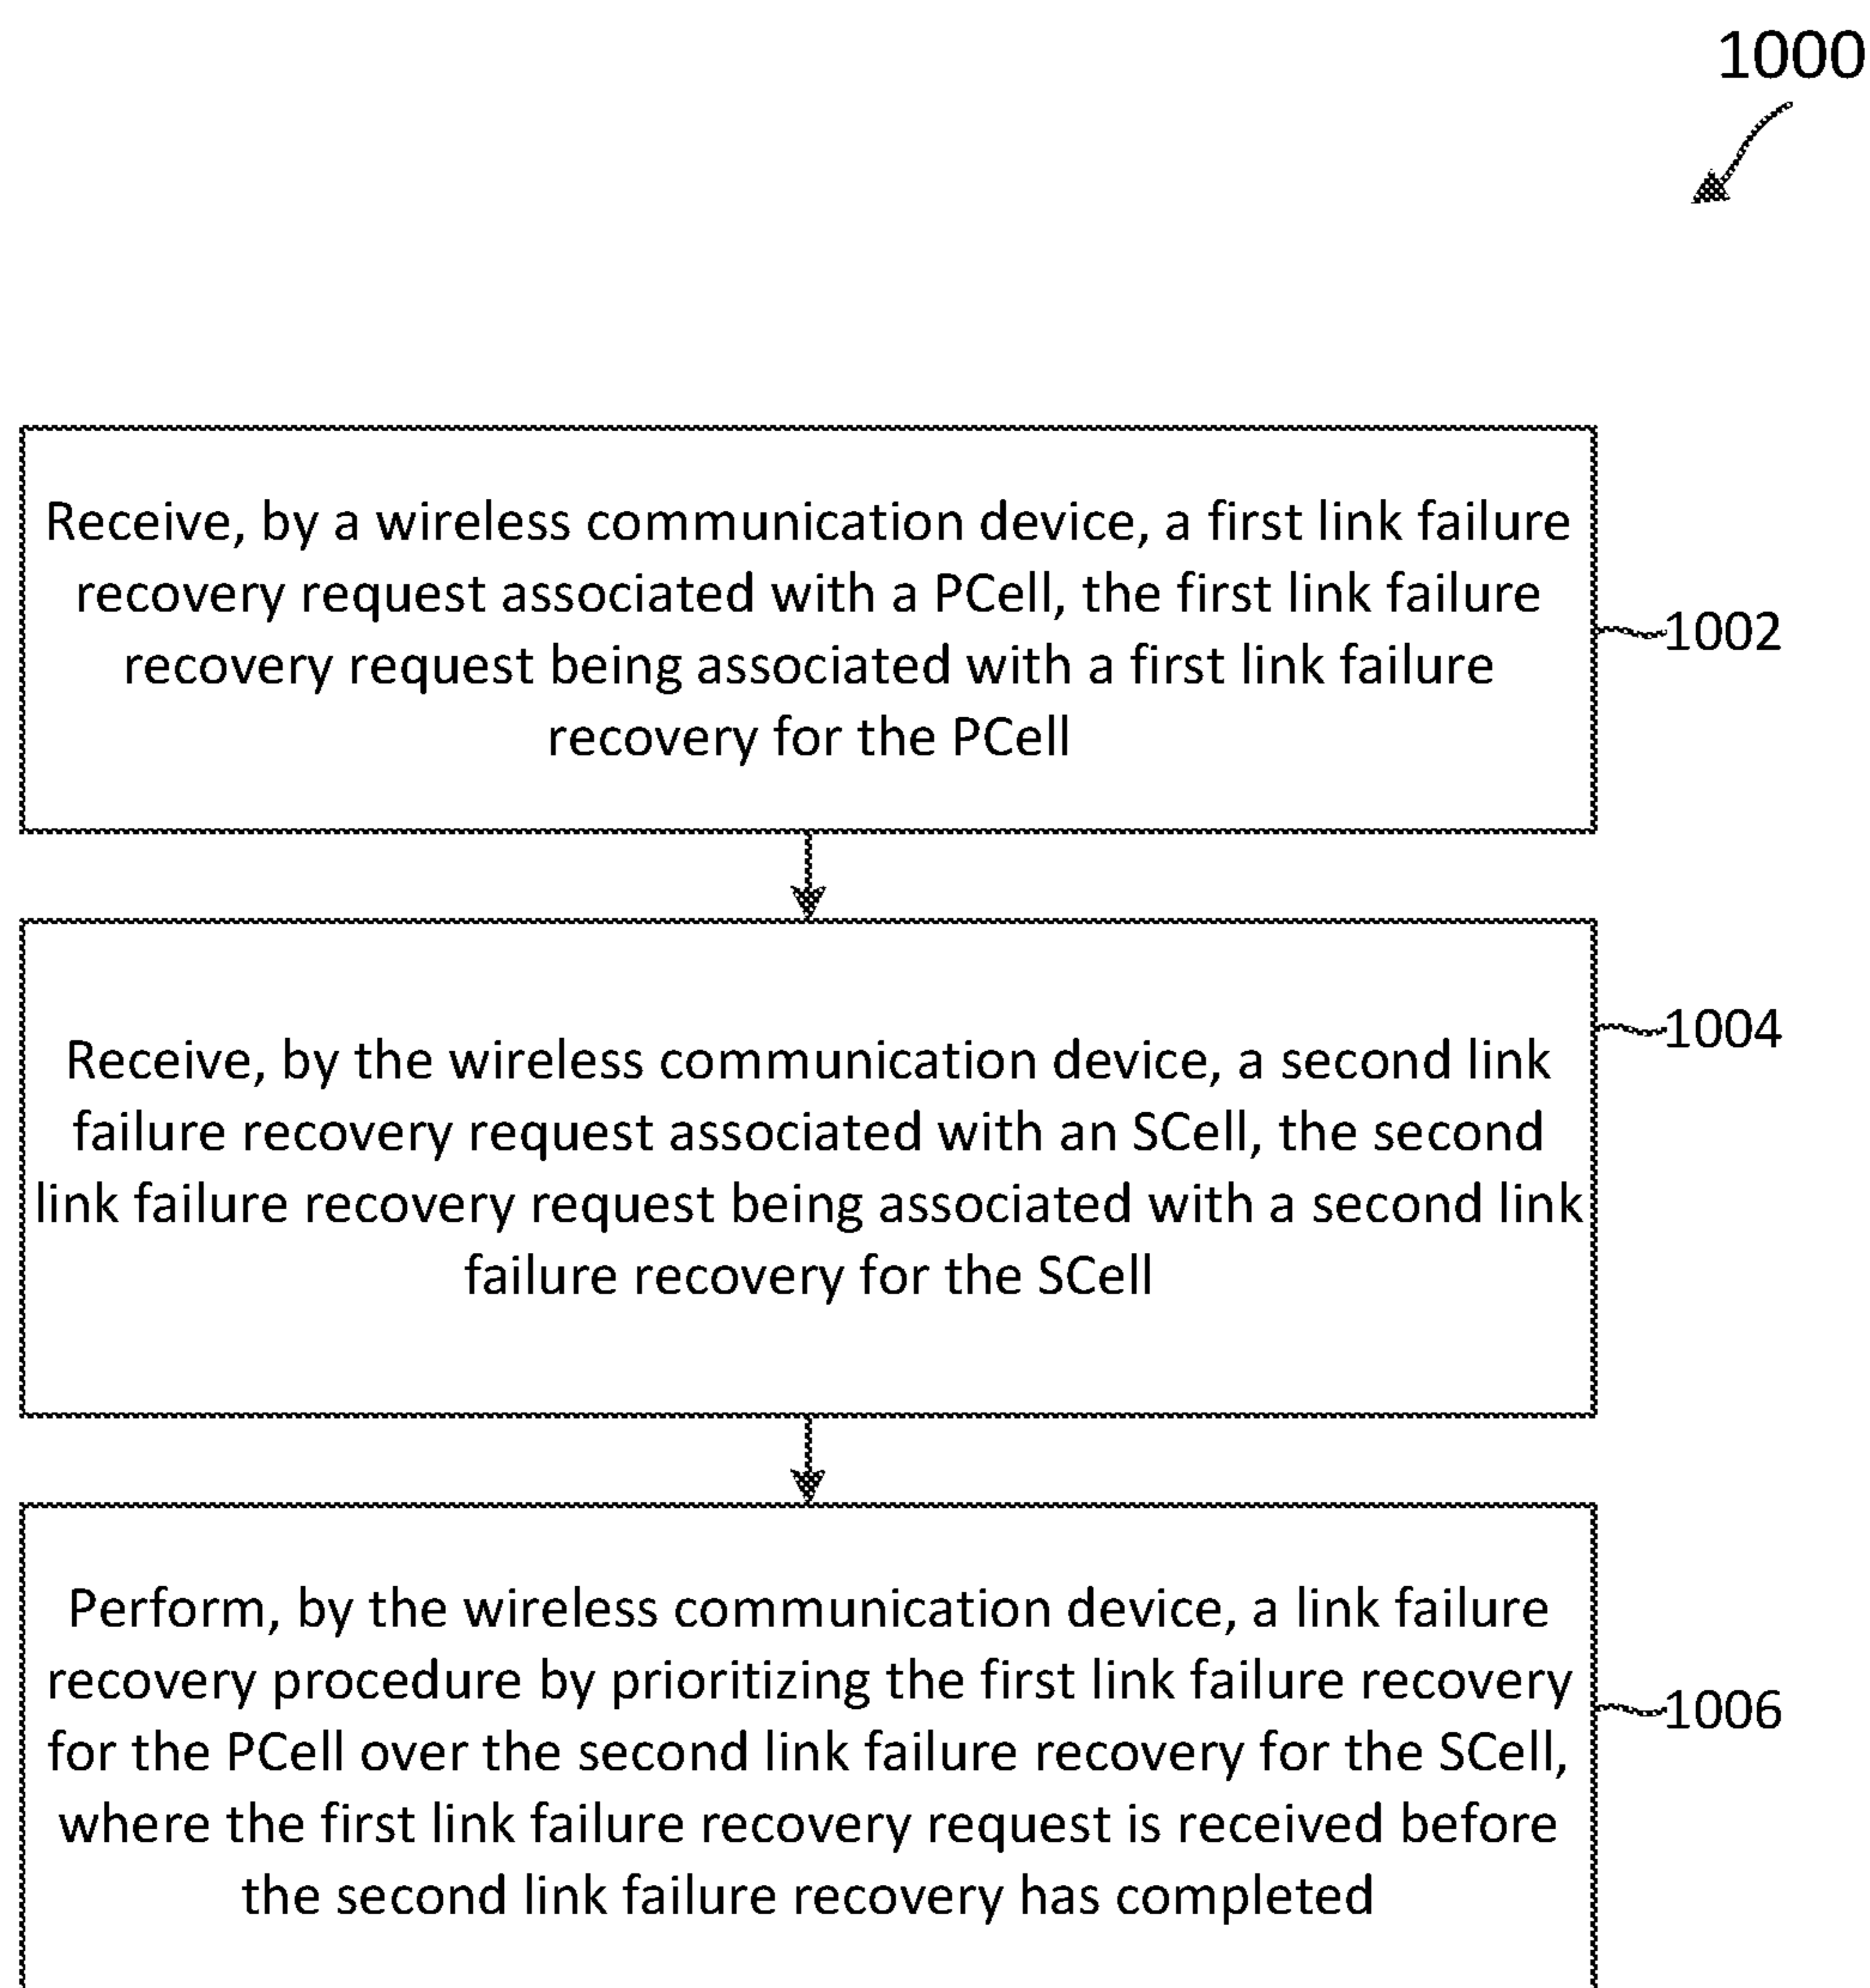 1000
Receive, by a wireless communication device, a first link failure
recovery request associated with a PCell, the first link failure
recovery request being associated with a first link failure
recovery for the PCell
1002
Receive, by the wireless communication device, a second link
failure recovery request associated with an SCell, the second
link failure recovery request being associated with a second link
failure recovery for the SCell
1004
Perform, by the wireless communication device, a link failure
recovery procedure by prioritizing the first link failure recovery
for the PCell over the second link failure recovery for the SCell,
where the first link failure recovery request is received before
the second link failure recovery has completed
1006